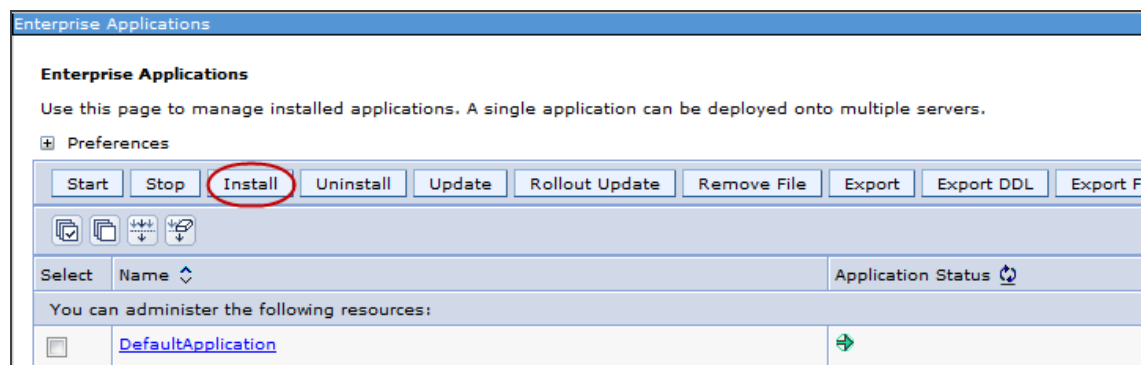 Enterprise Applications
Enterprise Applications
Use this page to manage installed applications. A single application can be deployed onto multiple servers.
Preferences
Start Stop Install Uninstall Update Rollout Update Remove File Export Export DDL Export F
Select Name Application Status
You can administer the following resources:
DefaultApplication